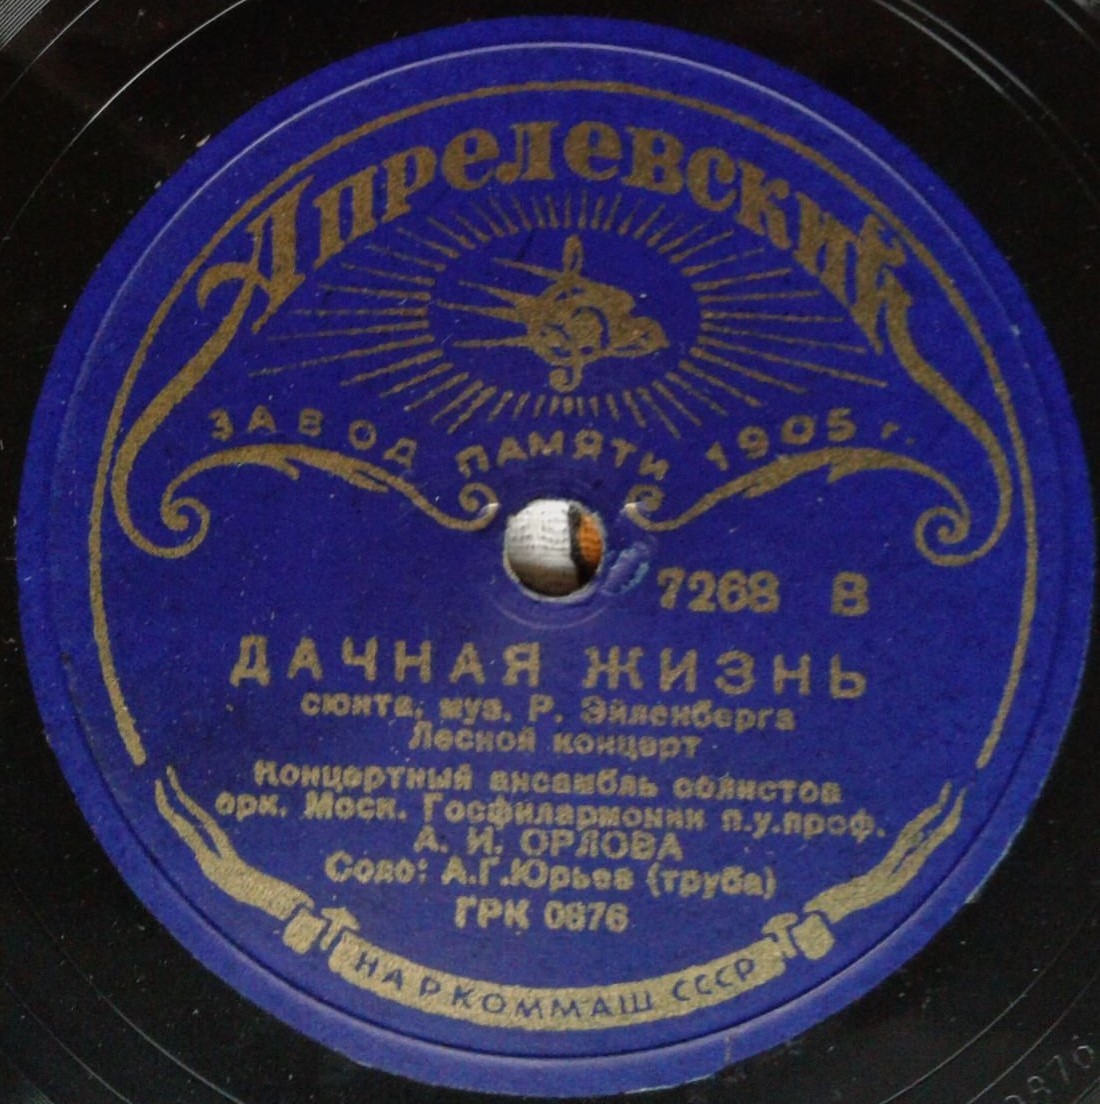 Апрелевский
ЗАВОД ПАМЯТИ 1905 г.
7268 В
ДАЧНАЯ ЖИЗНЬ
сюита, муз. Р. Эйленберга
Лесной концерт
Концертный ансамбль солистов
орк. Моск. Госфилармонии п.у.проф.
А. И. ОРЛОВА
Соло: А.Г.Юрьев (труба)
ГРК 0876
НАРКОММАШ СССР